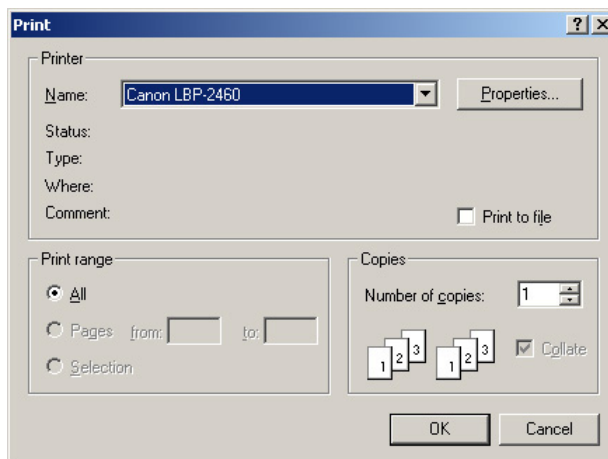 Print
Printer
Name: Canon LBP-2460 Properties...
Status:
Type:
Where:
Comment: Print to file
Print range
All
Pages from: to:
Selection
Copies
Number of copies: 1
1 2 3 1 2 3 Collate
OK Cancel